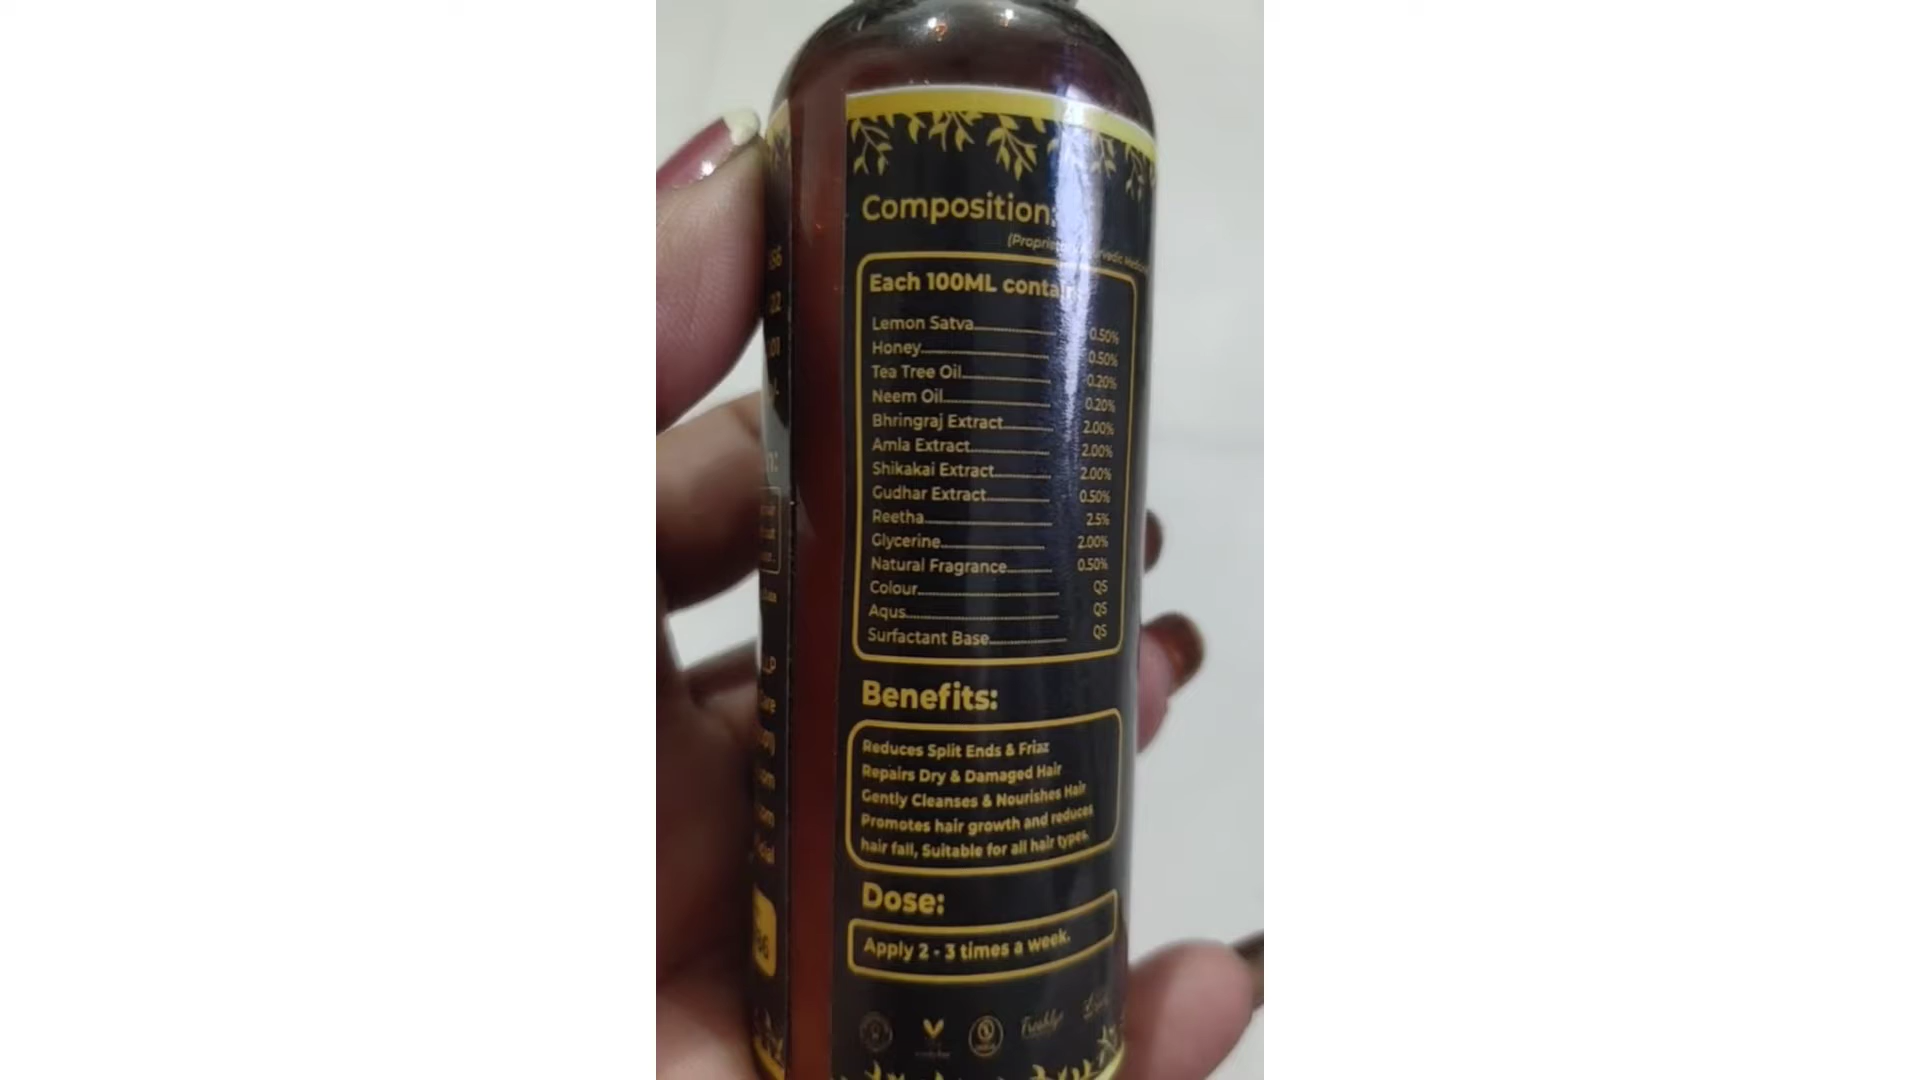 Composition:
Each 100ML contai
Lemon Satva 0.50%
Honey 0.50%
Tea Tree Oil 0.20%
Neem Oil 0.20%
Bhringraj Extract 2.00%
Amla Extract 2.00%
Shikakai Extract 2.00%
Gudhar Extract 0.50%
Reetha 2.5%
Glycerine 2.00%
Natural Fragrance 0.50%
Colour QS
Aqus QS
Surfactant Base QS
Benefits:
Reduces Split Ends & Friaz
Repairs Dry & Damaged Hair
Gently Cleanses & Nourishes Hair
Promotes hair growth and reduces
hair fall, Suitable for all hair types.
Dose:
Apply 2 - 3 times a week.